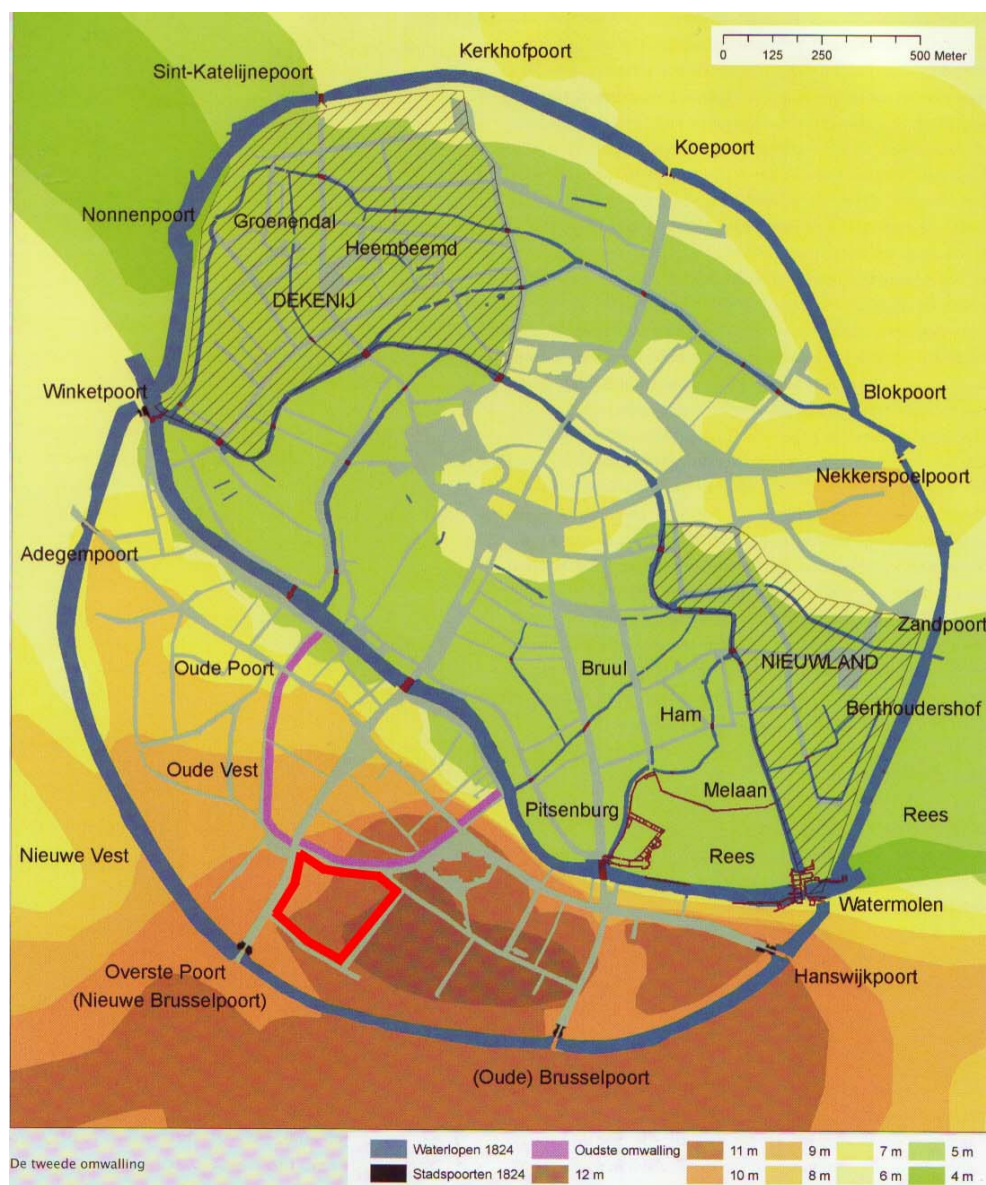 Kerkhofpoort
0 125 250 500 Meter
Sint-Katelijnepoort
Koepoort
Nonnenpoort
Groenendal
Heembeemd
DEKENIJ
Winketpoort
Blokpoort
Nekkerspoelpoort
Adegempoort
Zandpoort
Oude Poort
Bruul
NIEUWLAND
Ham
Berthoudershof
Oude Vest
Melaan
Pitsenburg
Rees
Nieuwe Vest
Rees
Watermolen
Overste Poort
(Nieuwe Brusselpoort)
Hanswijkpoort
(Oude) Brusselpoort
De tweede omwalling
Waterlopen 1824
Oudste omwalling
11 m
9 m
7 m
5 m
Stadspoorten 1824
12 m
10 m
8 m
6 m
4 m